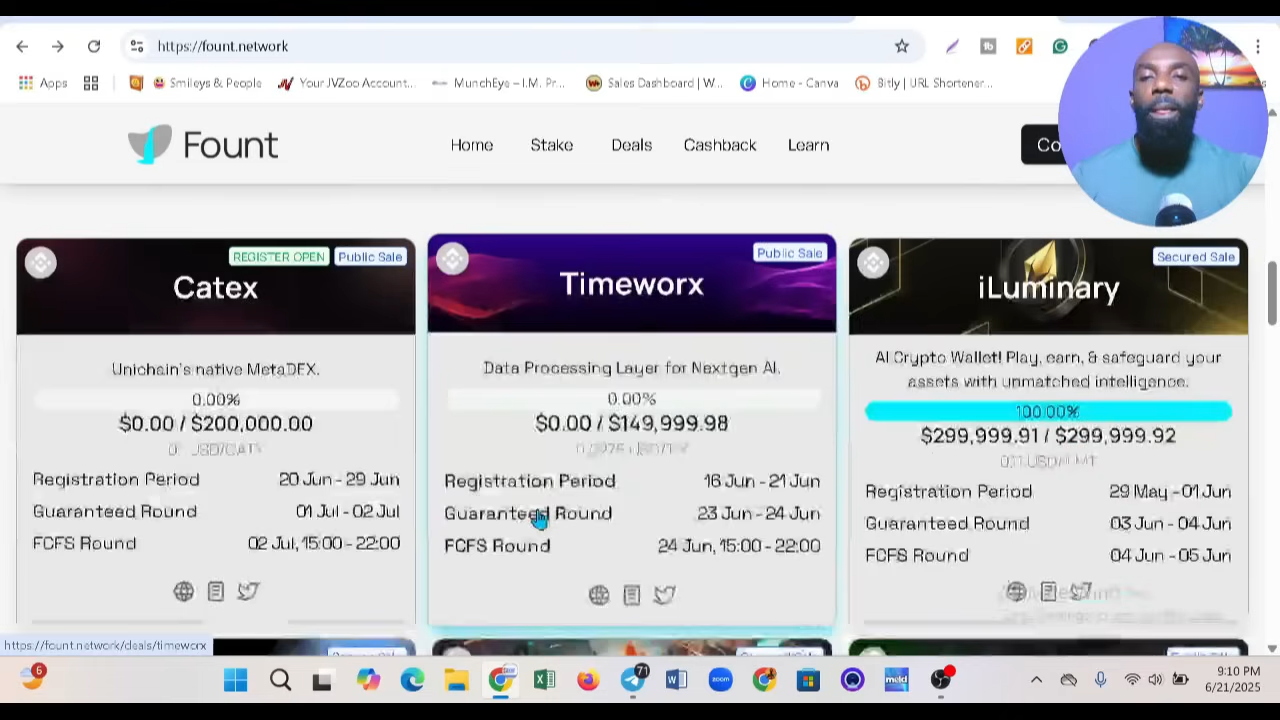 https://fount.network
Apps
Smileys & People
Your JVZoo Account...
MunchEye – I.M. Pr...
Sales Dashboard | W...
Home - Canva
Bitly | URL Shortener...
Fount
Home
Stake
Deals
Cashback
Learn
Co
REGISTER OPEN
Public Sale
Catex
Unichain's native MetaDEX.
0.00%
$0.00 / $200,000.00
Registration Period
20 Jun - 29 Jun
Guaranteed Round
01 Jul - 02 Jul
FCFS Round
02 Jul, 15:00 - 22:00
Public Sale
Timeworx
Data Processing Layer for Nextgen AI.
0.00%
$0.00 / $149,999.98
Registration Period
16 Jun - 21 Jun
Guaranteed Round
23 Jun - 24 Jun
FCFS Round
24 Jun, 15:00 - 22:00
Secured Sale
iLuminary
AI Crypto Wallet! Play, earn, & safeguard your
assets with unmatched intelligence.
100.00%
$299,999.91 / $299,999.92
Registration Period
29 May - 01 Jun
Guaranteed Round
03 Jun - 04 Jun
FCFS Round
04 Jun - 05 Jun
https://fount.network/deals/timeworx
6
71
zoom
meld
9:10 PM
6/21/2025